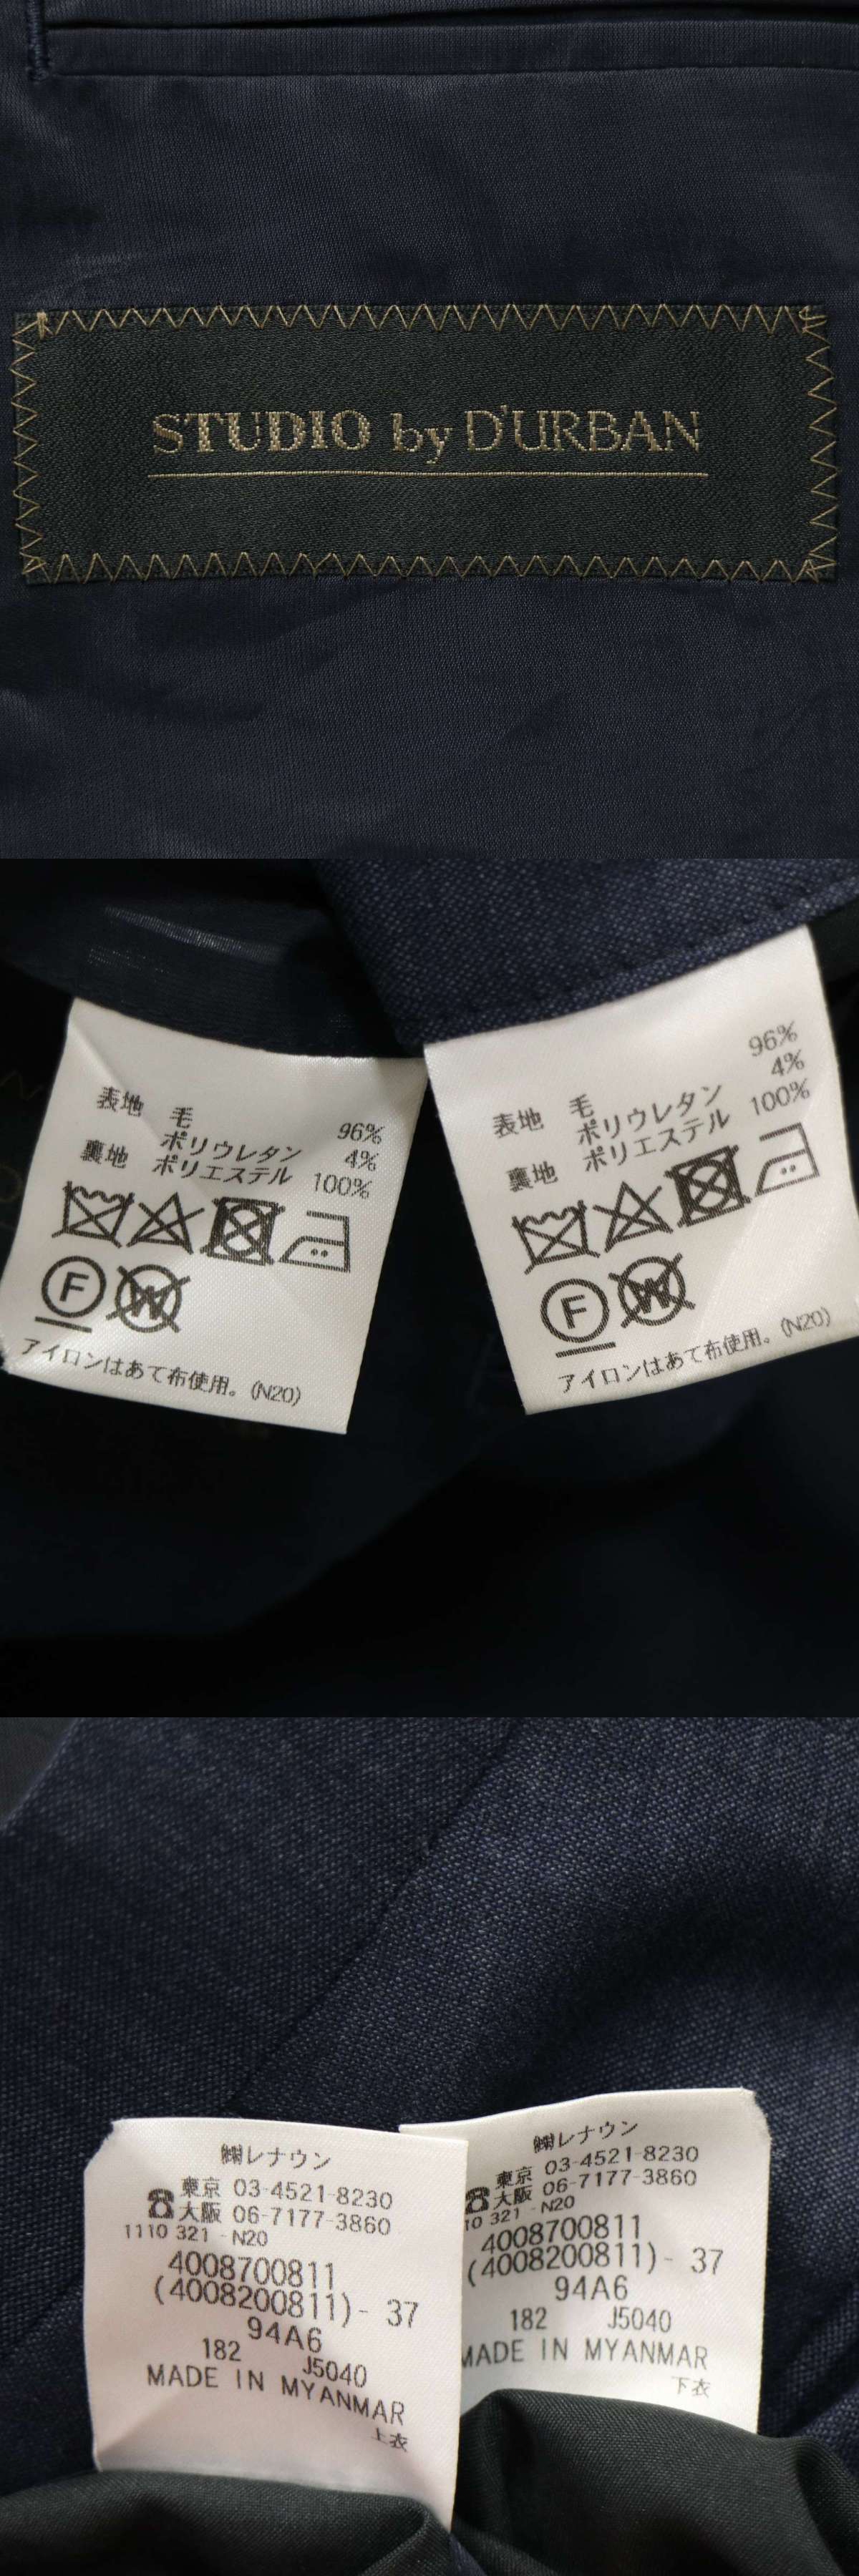 STUDIO by D'URBAN
表地 毛 96%
ポリウレタン 4%
裏地 ポリエステル 100%
F W
アイロンはあて布使用。(N20)
表地 毛 96%
ポリウレタン 4%
裏地 ポリエステル 100%
F W
アイロンはあて布使用。(N20)
㈱レナウン
☎東京 03-4521-8230
大阪 06-7177-3860
1110 321 - N20
4008700811
(4008200811)- 37
94A6
182 J5040
MADE IN MYANMAR
上衣
㈱レナウン
☎東京 03-4521-8230
大阪 06-7177-3860
10 321 - N20
4008700811
(4008200811)- 37
94A6
182 J5040
MADE IN MYANMAR
下衣